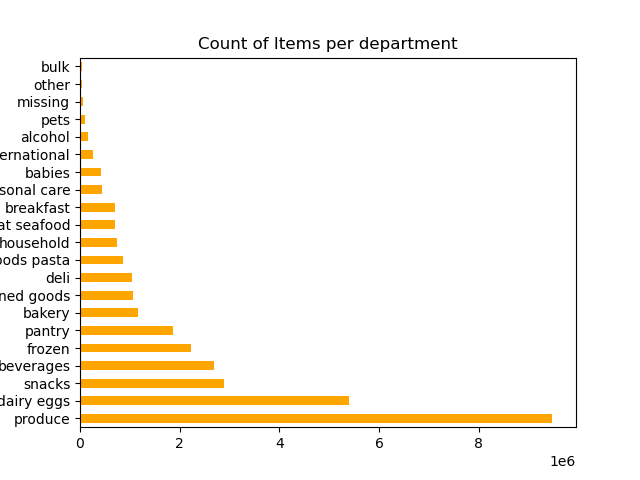 Count of Items per department
bulk
other
missing
pets
alcohol
ernational
babies
sonal care
breakfast
at seafood
household
oods pasta
deli
ned goods
bakery
pantry
frozen
beverages
snacks
dairy eggs
produce
0 2 4 6 8
1e6